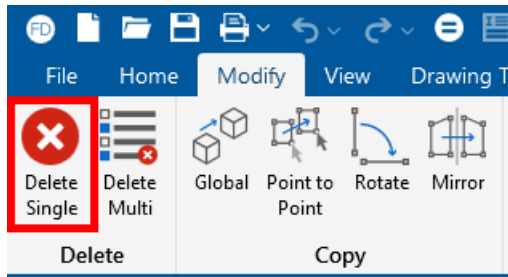 FD
File Home Modify View Drawing T
Delete Single
Delete Multi
Global
Point to Point
Rotate
Mirror
Delete
Copy